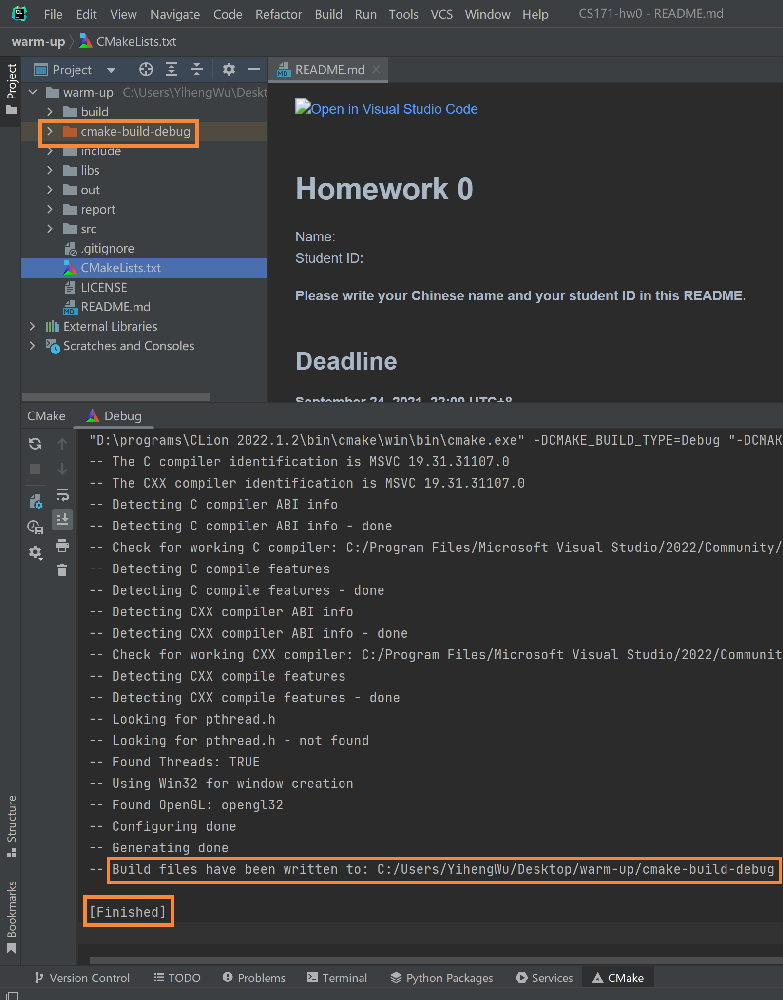 CL
File Edit View Navigate Code Refactor Build Run Tools VCS Window Help CS171-hw0 - README.md
warm-up CMakeLists.txt
Project
Project
README.md
warm-up C:\Users\YihengWu\Deskt
build
cmake-build-debug
include
libs
out
report
src
.gitignore
CMakeLists.txt
LICENSE
README.md
External Libraries
Scratches and Consoles
Open in Visual Studio Code
Homework 0
Name:
Student ID:
Please write your Chinese name and your student ID in this README.
Deadline
September 24, 2021, 22:00 UTC+8
CMake Debug
"D:\programs\CLion 2022.1.2\bin\cmake\win\bin\cmake.exe" -DCMAKE_BUILD_TYPE=Debug "-DCMAK
-- The C compiler identification is MSVC 19.31.31107.0
-- The CXX compiler identification is MSVC 19.31.31107.0
-- Detecting C compiler ABI info
-- Detecting C compiler ABI info - done
-- Check for working C compiler: C:/Program Files/Microsoft Visual Studio/2022/Community/
-- Detecting C compile features
-- Detecting C compile features - done
-- Detecting CXX compiler ABI info
-- Detecting CXX compiler ABI info - done
-- Check for working CXX compiler: C:/Program Files/Microsoft Visual Studio/2022/Communit
-- Detecting CXX compile features
-- Detecting CXX compile features - done
-- Looking for pthread.h
-- Looking for pthread.h - not found
-- Found Threads: TRUE
-- Using Win32 for window creation
-- Found OpenGL: opengl32
-- Configuring done
-- Generating done
-- Build files have been written to: C:/Users/YihengWu/Desktop/warm-up/cmake-build-debug
[Finished]
Structure
Bookmarks
Version Control TODO Problems Terminal Python Packages Services CMake